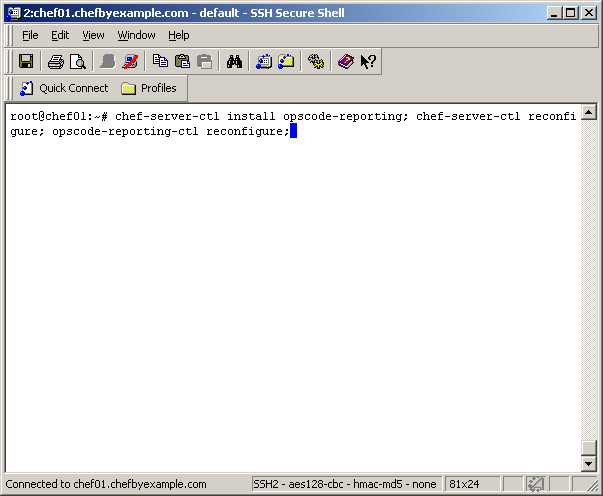 2:chef01.chefbyexample.com - default - SSH Secure Shell
File Edit View Window Help
Quick Connect Profiles
root@chef01:~# chef-server-ctl install opscode-reporting; chef-server-ctl reconfi
gure; opscode-reporting-ctl reconfigure;
Connected to chef01.chefbyexample.com SSH2 - aes128-cbc - hmac-md5 - none 81x24